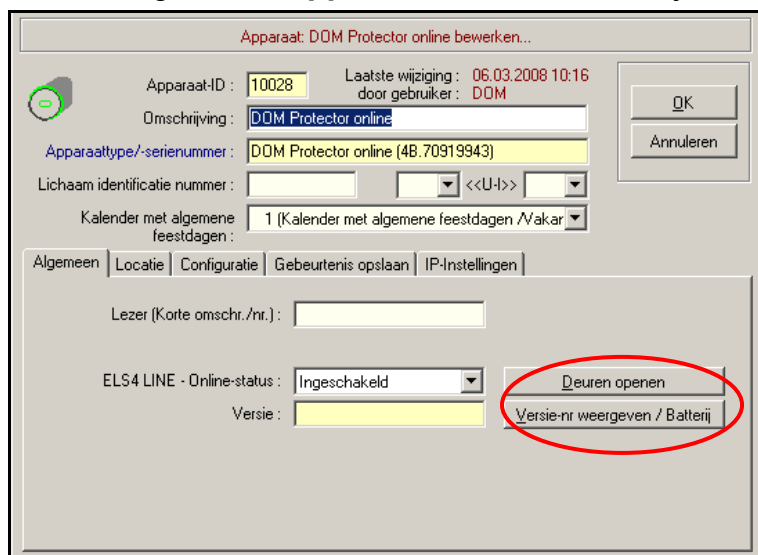 Apparaat: DOM Protector online bewerken...
Apparaat-ID : 10028 Laatste wijziging : 06.03.2008 10:16
door gebruiker : DOM
Omschrijving : DOM Protector online
Apparaattype/-serienummer : DOM Protector online (4B.70919943)
Lichaam identificatie nummer : <<U-I>>
Kalender met algemene feestdagen : 1 (Kalender met algemene feestdagen /Vakar
OK
Annuleren
Algemeen Locatie Configuratie Gebeurtenis opslaan IP-Instellingen
Lezer (Korte omschr./nr.) :
ELS4 LINE - Online-status : Ingeschakeld Deuren openen
Versie : Versie-nr weergeven / Batterij